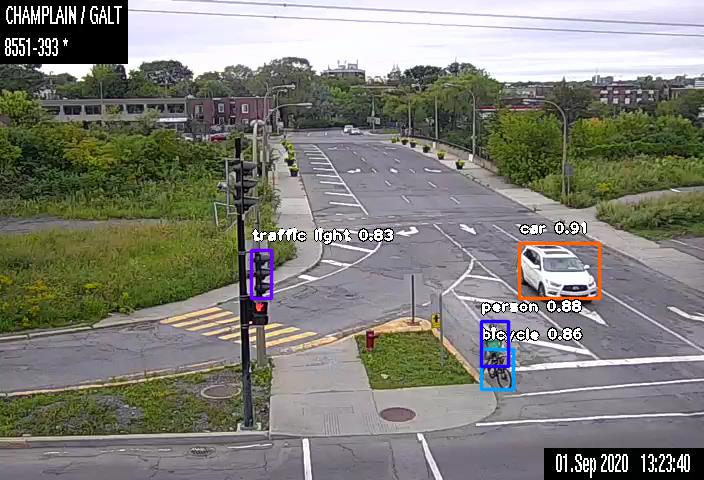 CHAMPLAIN / GALT
8551-393 *
car 0.91
traffic light 0.83
person 0.88
bicycle 0.86
01.Sep 2020 13:23:40